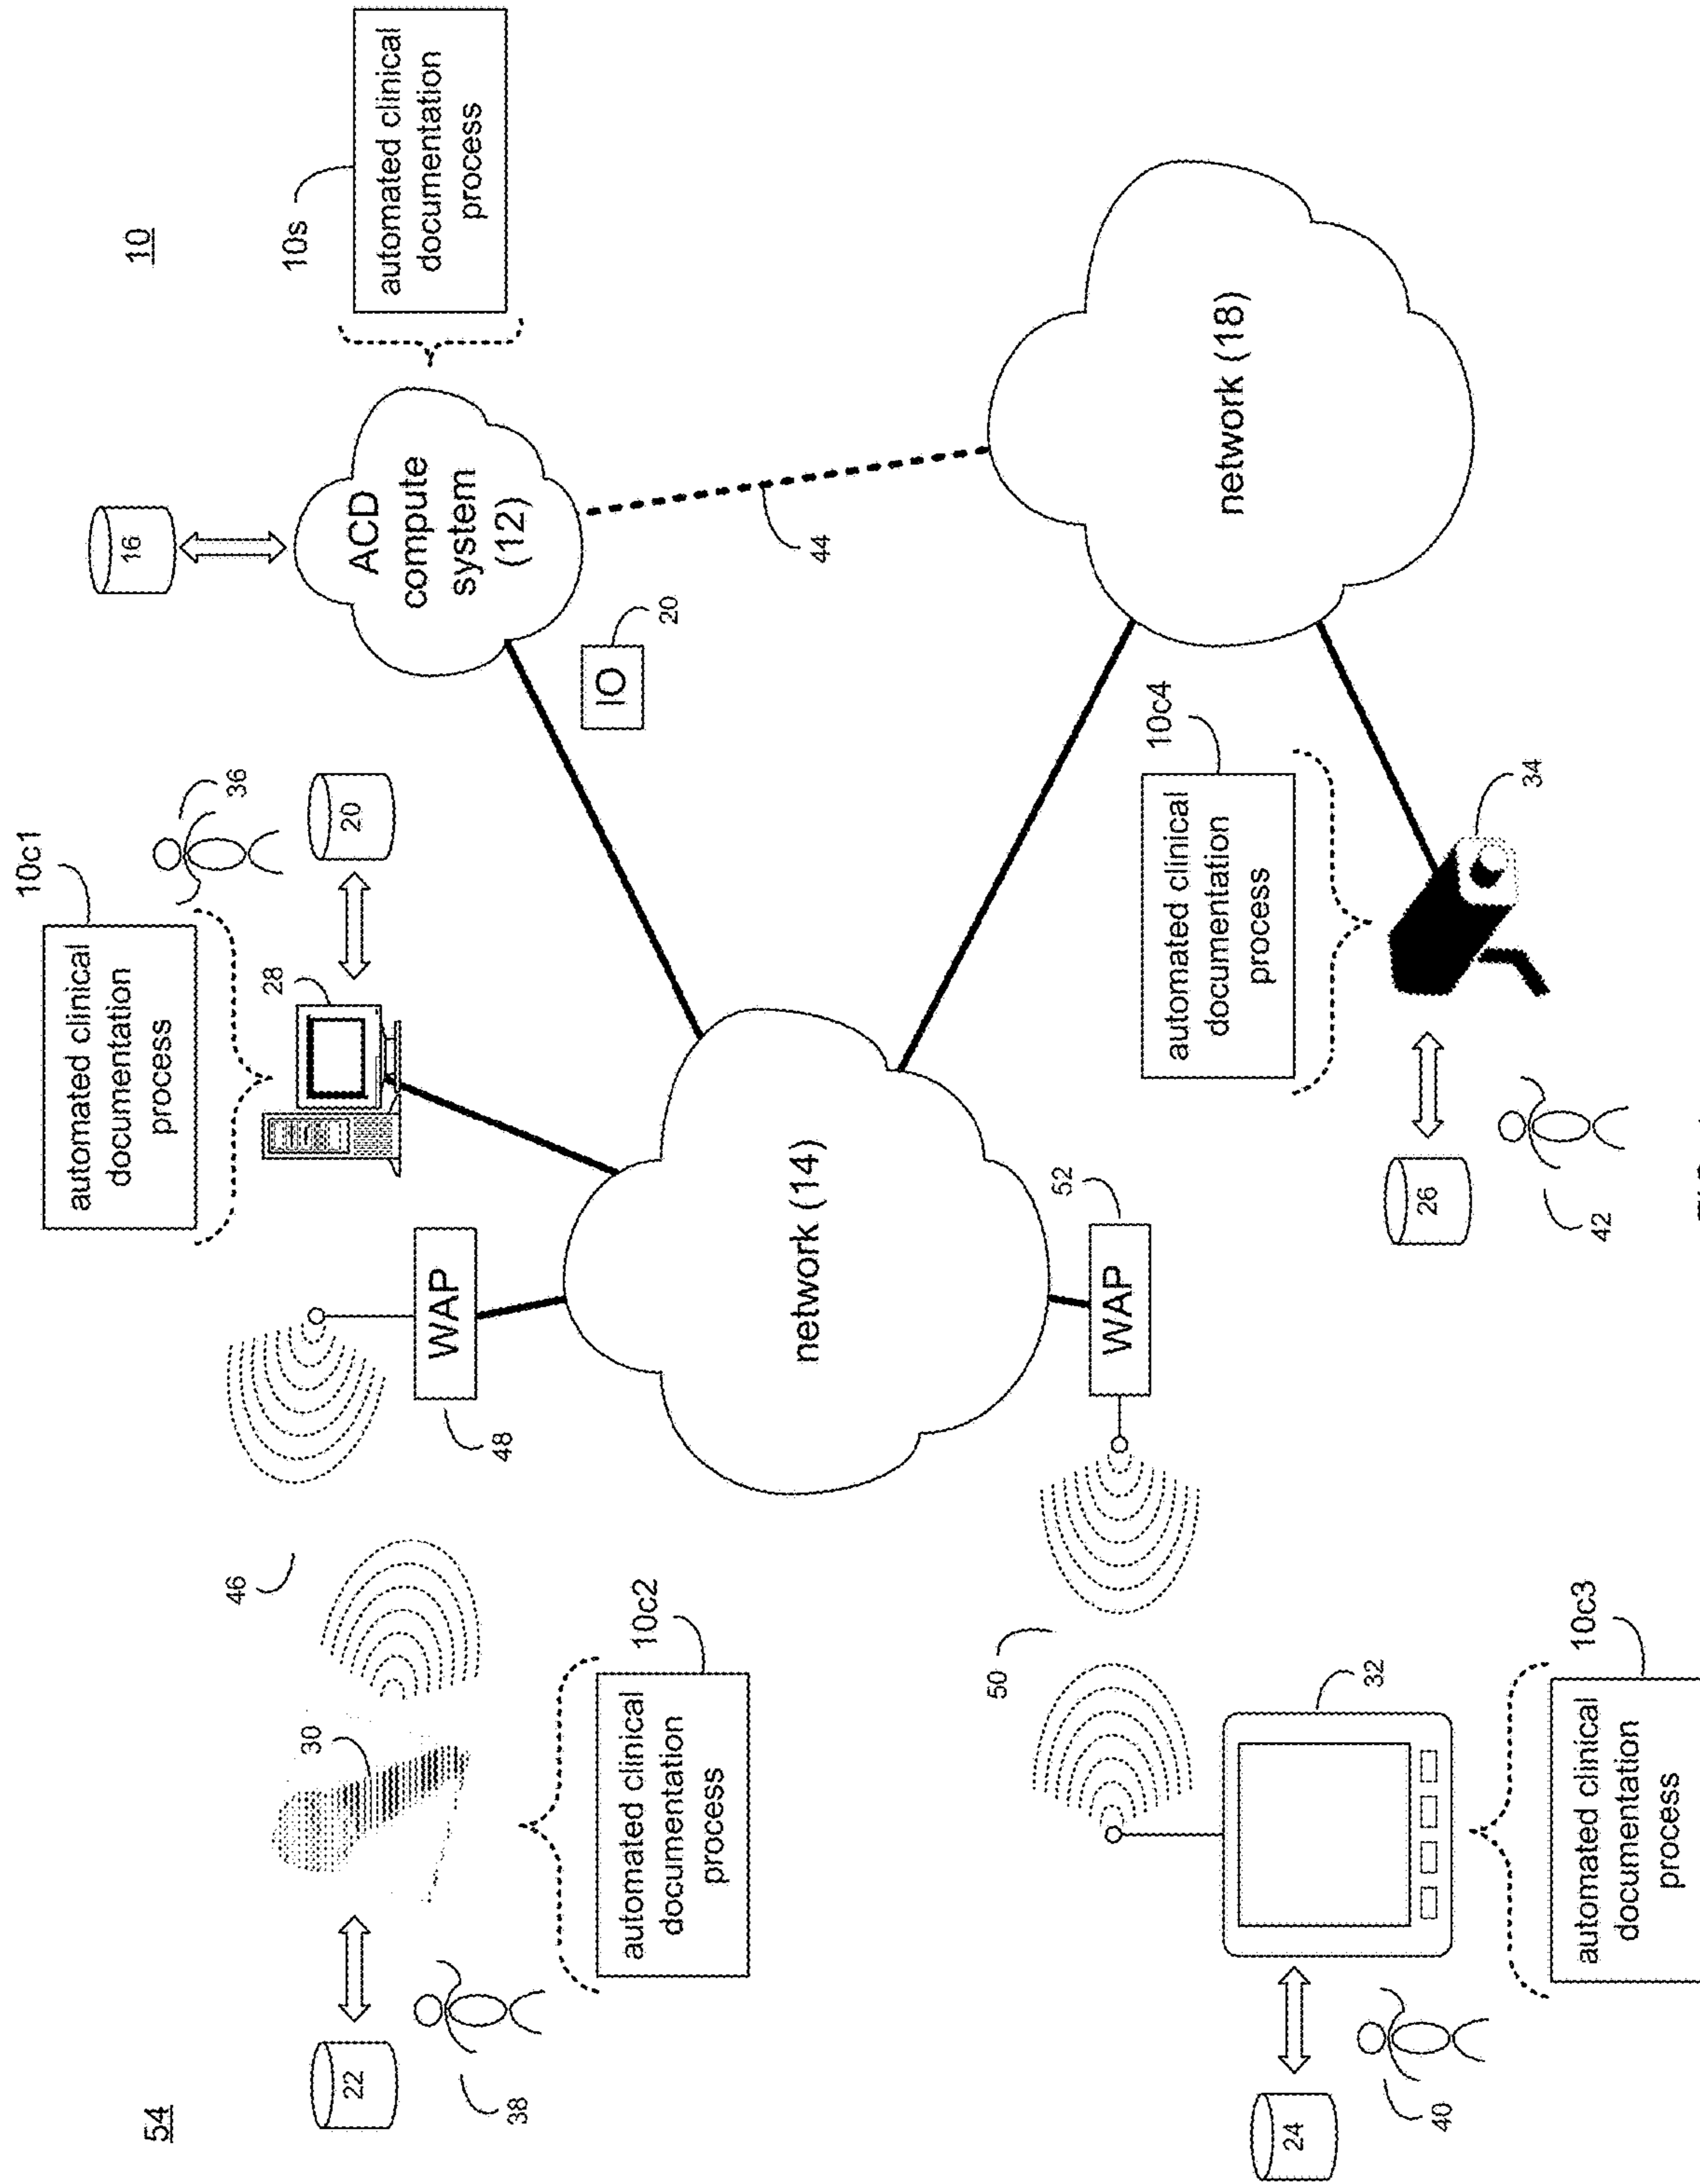 10c1
automated clinical
documentation
process
54
10
16
36
46
28
10s
automated clinical
documentation
process
30
22
20
ACD
compute
system
(12)
WAP
48
38
10c2
automated clinical
documentation
process
IO
20
network (14)
44
50
52
WAP
10c4
automated clinical
documentation
process
network (18)
24
32
40
26
34
42
10c3
automated clinical
documentation
process